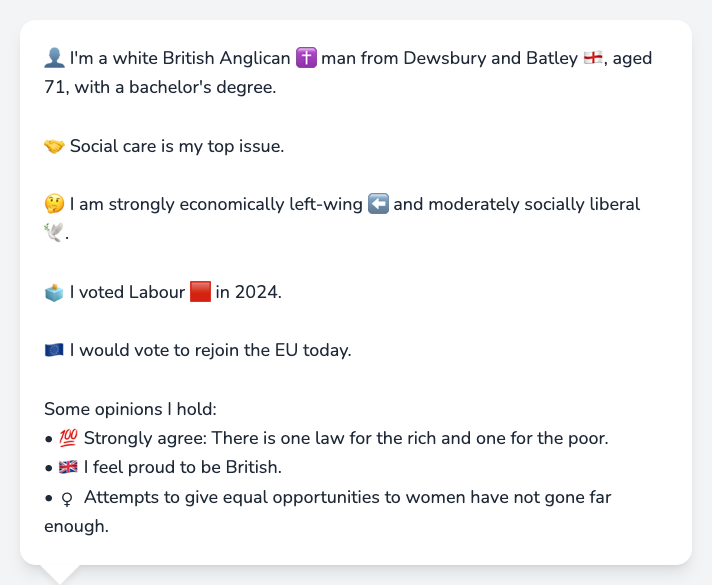 👤 I'm a white British Anglican ✝️ man from Dewsbury and Batley 🏴󠁧󠁢󠁥󠁮󠁧󠁿, aged
71, with a bachelor's degree.
🤝 Social care is my top issue.
🤔 I am strongly economically left-wing ⬅️ and moderately socially liberal
🕊️.
🗳️ I voted Labour 🟥 in 2024.
🇪🇺 I would vote to rejoin the EU today.
Some opinions I hold:
• 💯 Strongly agree: There is one law for the rich and one for the poor.
• 🇬🇧 I feel proud to be British.
• ♀ Attempts to give equal opportunities to women have not gone far
enough.